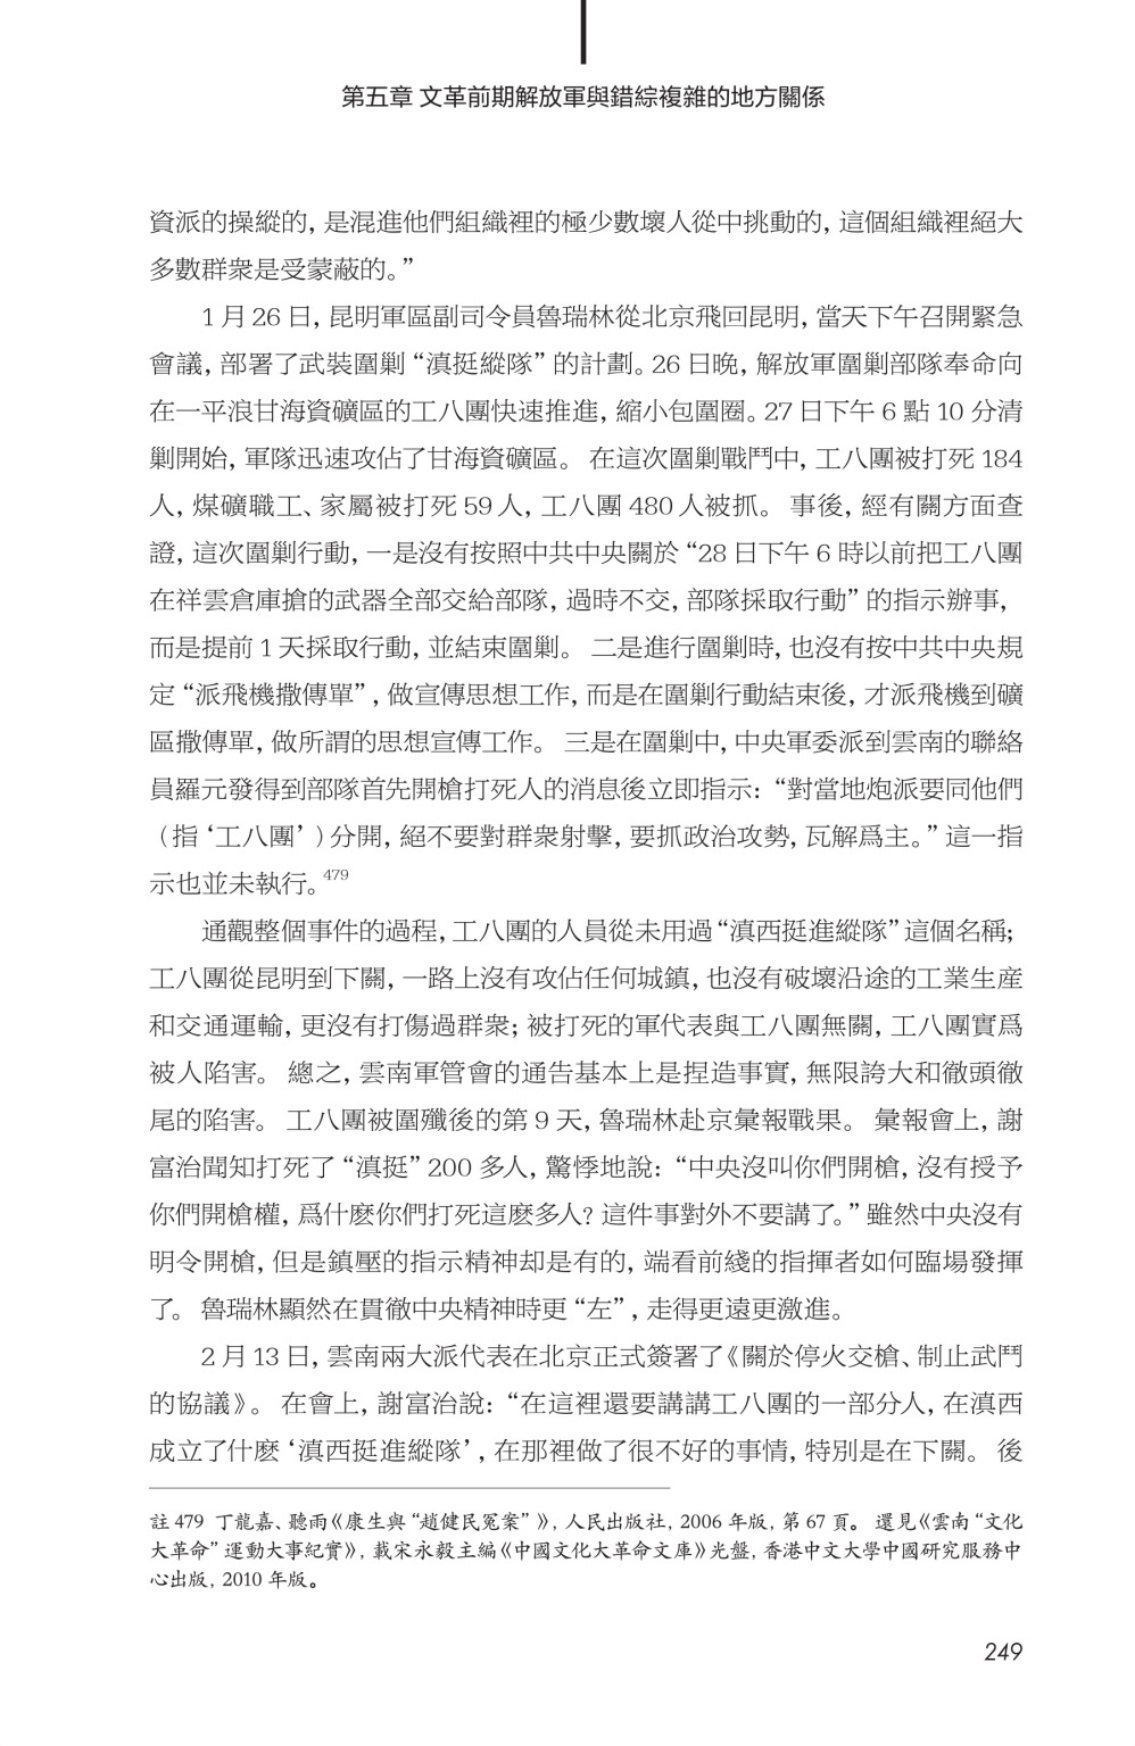 第五章 文革前期解放軍與錯綜複雜的地方關係
資派的操縱的, 是混進他們組織裡的極少數壞人從中挑動的, 這個組織裡絕大
多數群衆是受蒙蔽的。”
1 月 26 日, 昆明軍區副司令員魯瑞林從北京飛回昆明, 當天下午召開緊急
會議, 部署了武裝圍剿 “滇挺縱隊” 的計劃。26 日晚, 解放軍圍剿部隊奉命向
在一平浪甘海資礦區的工八團快速推進, 縮小包圍圈。27 日下午 6 點 10 分清
剿開始, 軍隊迅速攻佔了甘海資礦區。 在這次圍剿戰鬥中, 工八團被打死 184
人, 煤礦職工、家屬被打死 59 人, 工八團 480 人被抓。 事後, 經有關方面查
證, 這次圍剿行動, 一是沒有按照中共中央關於 “28 日下午 6 時以前把工八團
在祥雲倉庫搶的武器全部交給部隊, 過時不交, 部隊採取行動” 的指示辦事,
而是提前 1 天採取行動, 並結束圍剿。 二是進行圍剿時, 也沒有按中共中央規
定 “派飛機撒傳單” , 做宣傳思想工作, 而是在圍剿行動結束後, 才派飛機到礦
區撒傳單, 做所謂的思想宣傳工作。 三是在圍剿中, 中央軍委派到雲南的聯絡
員羅元發得到部隊首先開槍打死人的消息後立即指示: “對當地炮派要同他們
（指 ‘工八團’ ) 分開, 絕不要對群衆射擊, 要抓政治攻勢, 瓦解爲主。” 這一指
示也並未執行。479
通觀整個事件的過程, 工八團的人員從未用過 “滇西挺進縱隊” 這個名稱;
工八團從昆明到下關, 一路上沒有攻佔任何城鎮, 也沒有破壞沿途的工業生産
和交通運輸, 更沒有打傷過群衆; 被打死的軍代表與工八團無關, 工八團實爲
被人陷害。 總之, 雲南軍管會的通告基本上是捏造事實, 無限誇大和徹頭徹
尾的陷害。 工八團被圍殲後的第 9 天, 魯瑞林赴京彙報戰果。 彙報會上, 謝
富治聞知打死了 “滇挺” 200 多人, 驚悸地說: “中央沒叫你們開槍, 沒有授予
你們開槍權, 爲什麽你們打死這麽多人? 這件事對外不要講了。” 雖然中央沒有
明令開槍, 但是鎮壓的指示精神却是有的, 端看前綫的指揮者如何臨場發揮
了。 魯瑞林顯然在貫徹中央精神時更 “左” , 走得更遠更激進。
2 月 13 日, 雲南兩大派代表在北京正式簽署了《關於停火交槍、制止武鬥
的協議》。 在會上, 謝富治說: “在這裡還要講講工八團的一部分人, 在滇西
成立了什麽 ‘滇西挺進縱隊’ , 在那裡做了很不好的事情, 特別是在下關。 後
註 479 丁龍嘉、聽雨《康生與 “趙健民冤案” 》, 人民出版社, 2006 年版, 第 67 頁。 還見《雲南 “文化
大革命” 運動大事紀實》, 載宋永毅主編《中國文化大革命文庫》光盤, 香港中文大學中國研究服務中
心出版, 2010 年版。
249